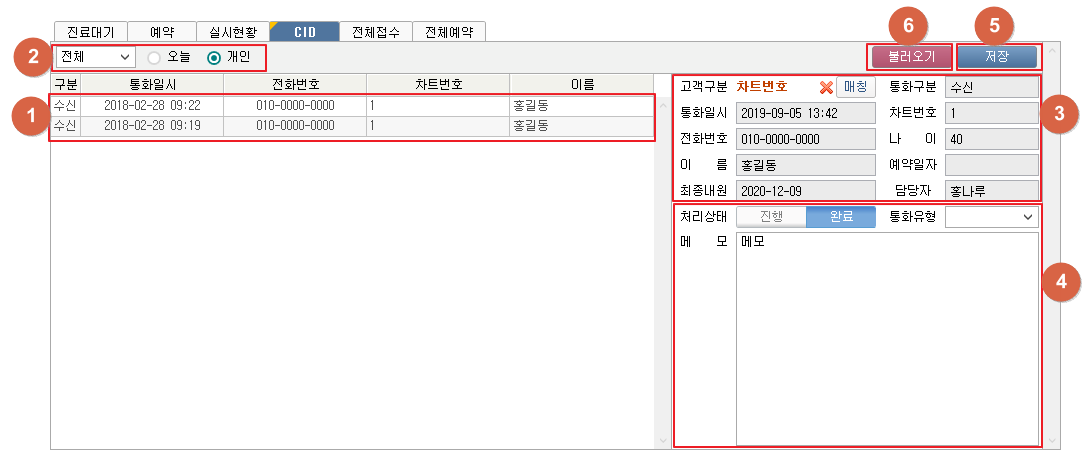 진료대기 예약 실시현황 CID 전체접수 전체예약
6 5
2 전체 오늘 개인 불러오기 저장
구분 통화일시 전화번호 차트번호 이름
수신 2018-02-28 09:22 010-0000-0000 1 홍길동
수신 2018-02-28 09:19 010-0000-0000 1 홍길동
1
고객구분 차트번호 매칭 통화구분 수신
통화일시 2019-09-05 13:42 차트번호 1
3
전화번호 010-0000-0000 나 이 40
이 름 홍길동 예약일자
최종내원 2020-12-09 담당자 홍나루
처리상태 진행 완료 통화유형
메 모 메모
4